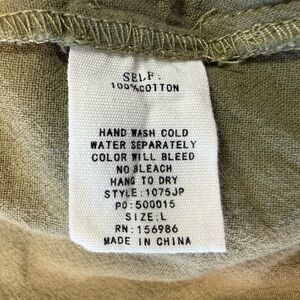 SELF:
100%COTTON
HAND WASH COLD
WATER SEPARATELY
COLOR WILL BLEED
NO BLEACH
HANG TO DRY
STYLE:1075JP
PO:500015
SIZE:L
RN:156986
MADE IN CHINA